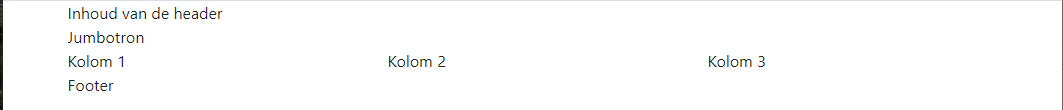 Inhoud van de header
Jumbotron
Kolom 1 Kolom 2 Kolom 3
Footer